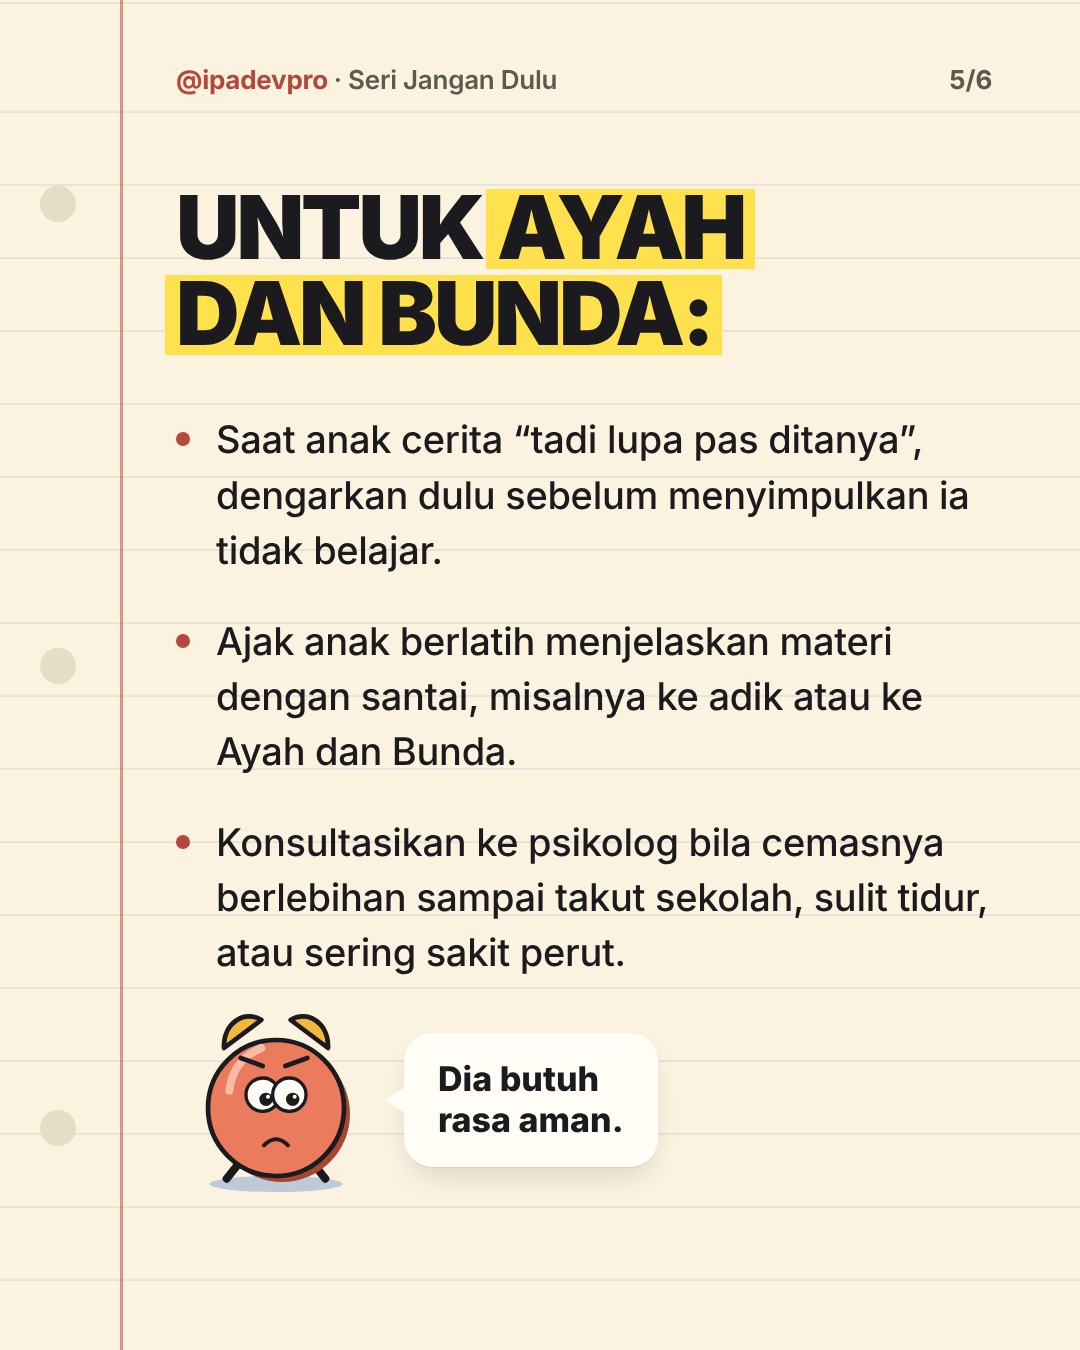 @ipadevpro · Seri Jangan Dulu
5/6
UNTUK AYAH
DAN BUNDA:
• Saat anak cerita “tadi lupa pas ditanya”,
dengarkan dulu sebelum menyimpulkan ia
tidak belajar.
• Ajak anak berlatih menjelaskan materi
dengan santai, misalnya ke adik atau ke
Ayah dan Bunda.
• Konsultasikan ke psikolog bila cemasnya
berlebihan sampai takut sekolah, sulit tidur,
atau sering sakit perut.
Dia butuh
rasa aman.